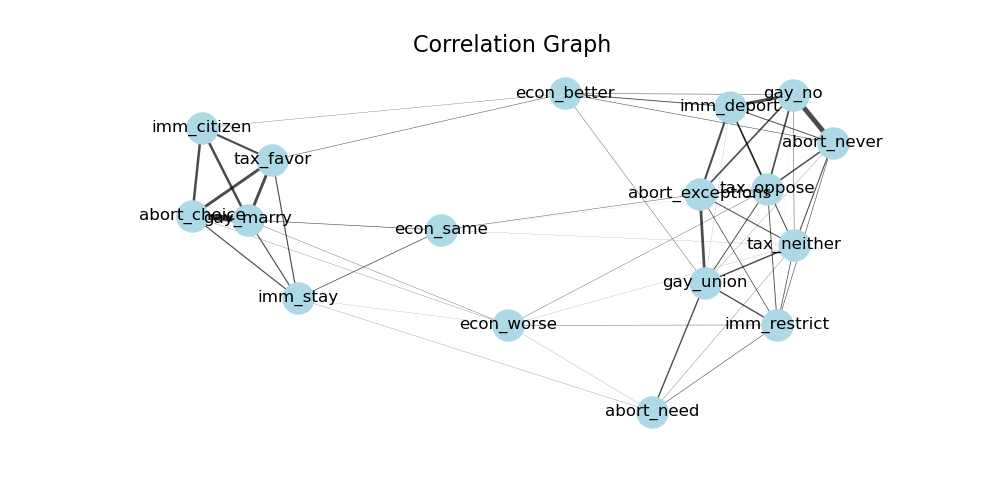 Correlation Graph
econ_better
gay_no
imm_deport
imm_citizen
abort_never
tax_favor
tax_oppose
abort_exceptions
abort_choice
gay_marry
econ_same
tax_neither
gay_union
imm_stay
econ_worse
imm_restrict
abort_need